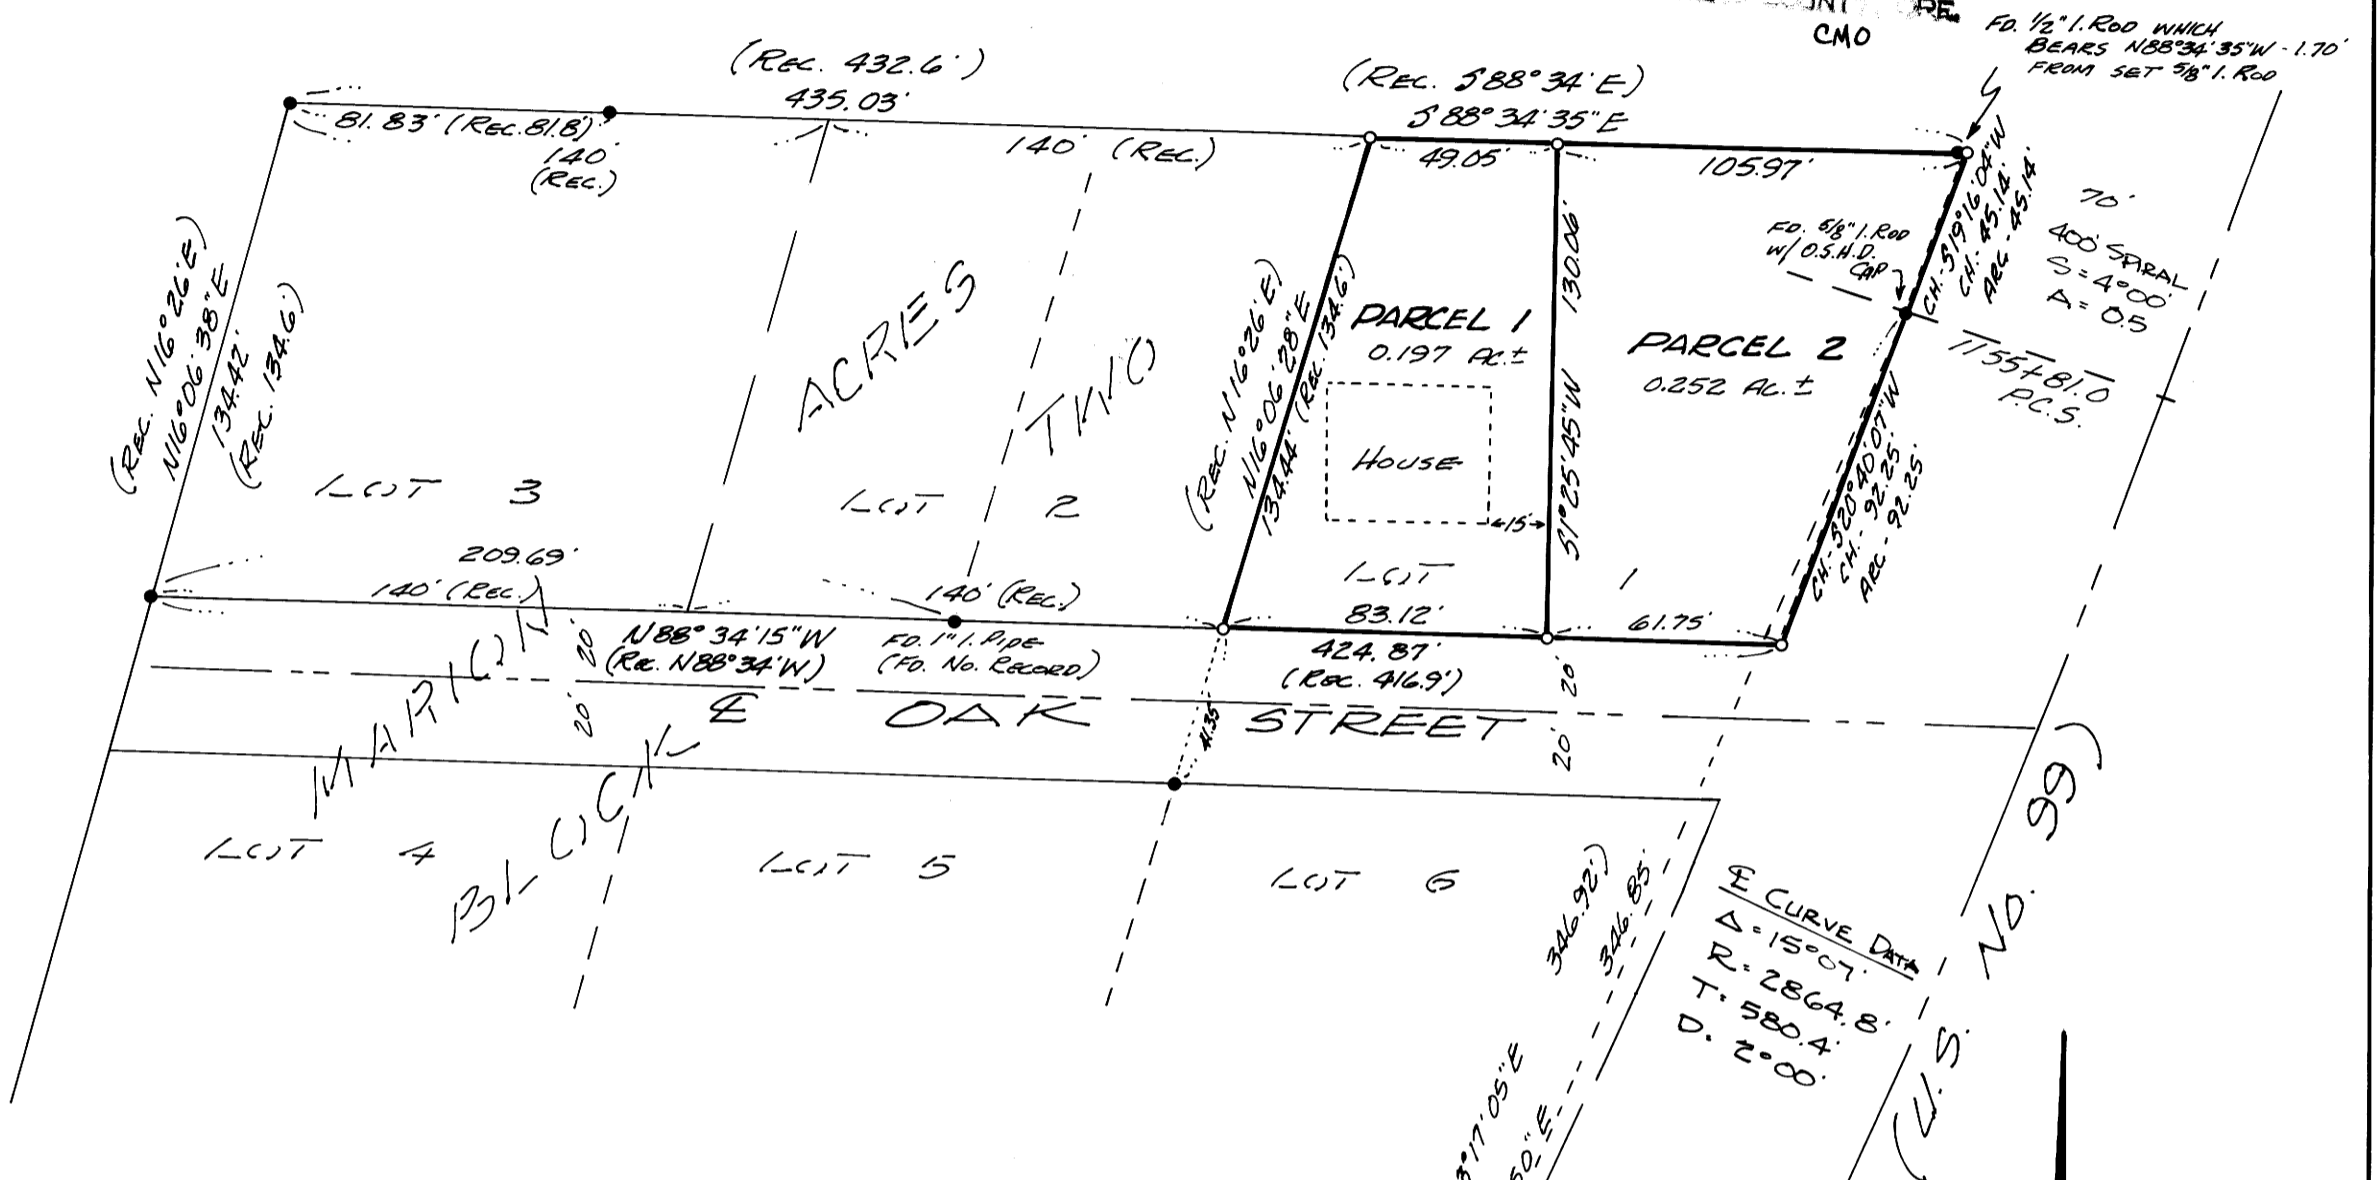 CMO
FD. 1/2" I. ROD WHICH
BEARS N88°34'35"W - 1.70'
FROM SET 5/8" I. ROD
(REC. 432.6')
435.03'
(REC. S88°34'E)
S88°34'35"E
81.83' (REC. 81.8')
140'
(REC.)
140' (REC.)
49.05'
105.97'
CH. - S19°16'04"W
CH. - 45.14'
ARC - 45.14'
70'
400' SPIRAL
S = 4°00'
A = 0.5
FD. 5/8" I. ROD
W/ O.S.H.D.
CAP
(REC. N16°26'E)
N16°06'38"E
134.42'
(REC. 134.6')
ACRES
TWO
(REC. N16°26'E)
N16°06'28"E
134.44' (REC. 134.6')
PARCEL 1
0.197 AC.±
130.06'
S1°25'45"W
PARCEL 2
0.252 AC.±
55+81.0
P.C.S.
HOUSE
15'
CH. - S20°40'07"W
CH. - 92.25'
ARC - 92.25'
LOT 3
LOT 2
LOT 1
209.69'
140' (REC.)
140' (REC.)
83.12'
61.75'
N88°34'15"W
(REC. N88°34'W)
FD. 1" I. PIPE
(FD. NO. RECORD)
424.87'
(REC. 416.9')
20'
20'
20'
20'
41.35'
℄ OAK STREET
MARION
BLOCK
LOT 4
LOT 5
LOT 6
346.92')
346.85'
℄ CURVE DATA
Δ = 15°07'
R = 2864.8'
T = 580.4'
D. 2°00'
(U.S. NO. 99)
3°17'05"E
50"E